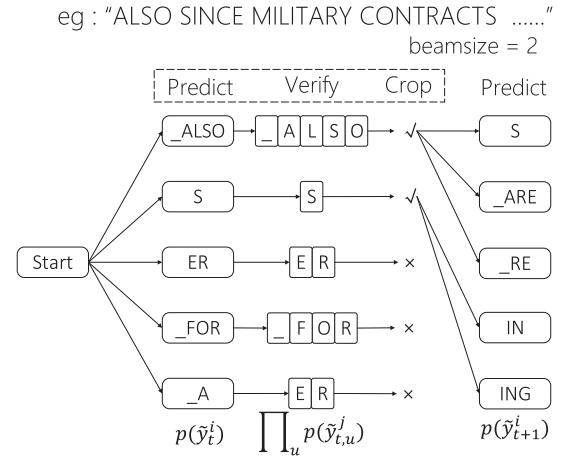 eg : “ALSO SINCE MILITARY CONTRACTS ......”
beamsize = 2
Predict Verify Crop Predict
_ALSO _ A L S O √ S
S S √ _ARE
Start ER E R × _RE
_FOR _ F O R × IN
_A E R × ING
p(ỹ_t^i) ∏_u p(ỹ_{t,u}^j) p(ỹ_{t+1}^i)